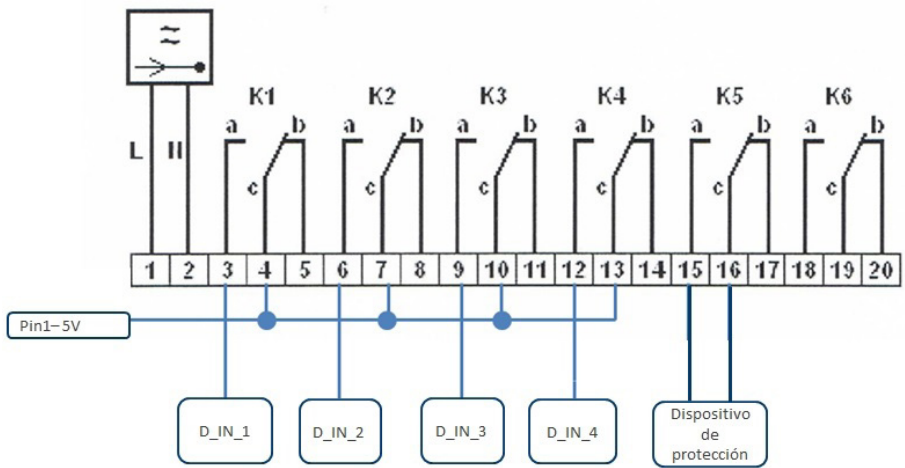 ≂
K1 K2 K3 K4 K5 K6
a b a b a b a b a b a b
L II c c c c c c
1 2 3 4 5 6 7 8 9 10 11 12 13 14 15 16 17 18 19 20
Pin1–5V
D_IN_1 D_IN_2 D_IN_3 D_IN_4 Dispositivo
de
protección